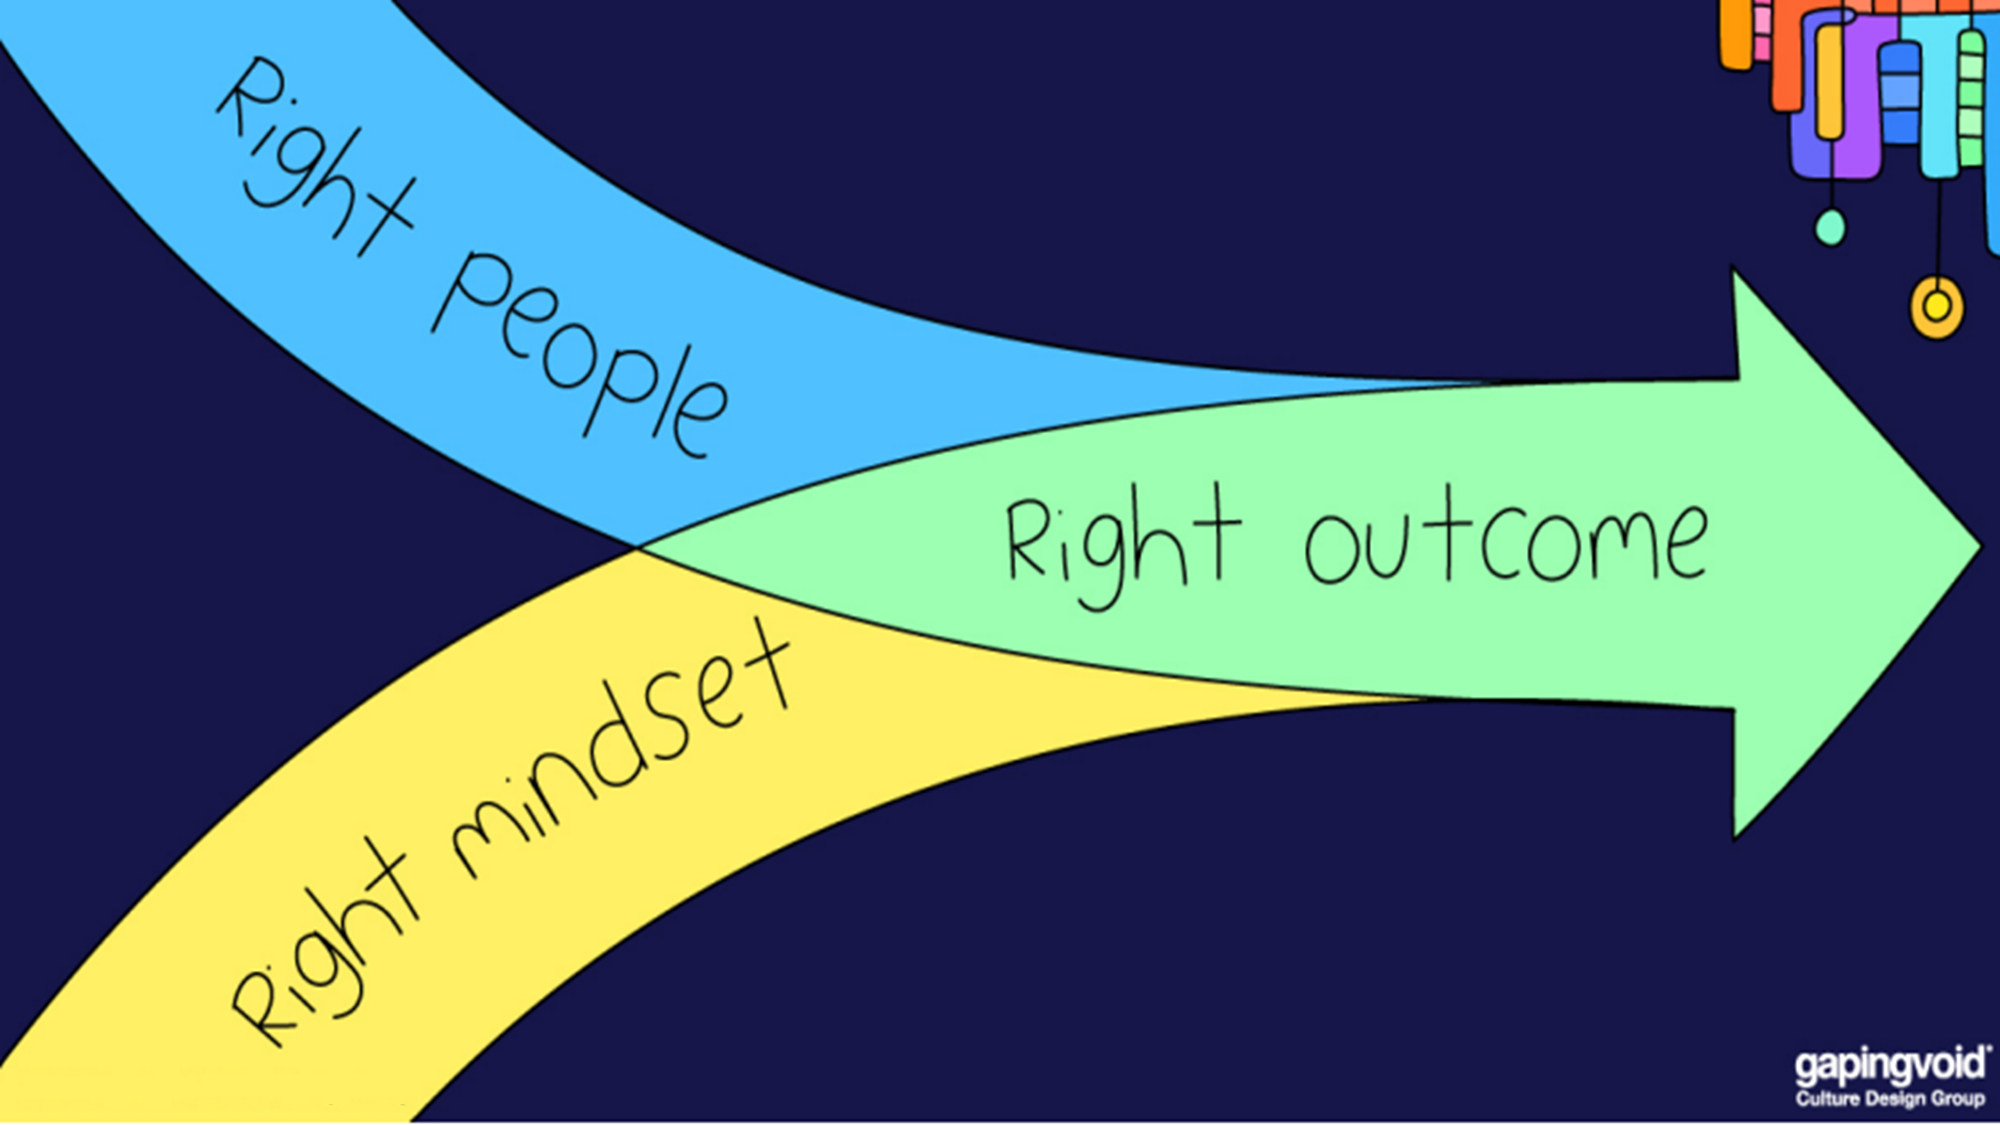 Right people
Right mindset
Right outcome
gapingvoid®
Culture Design Group